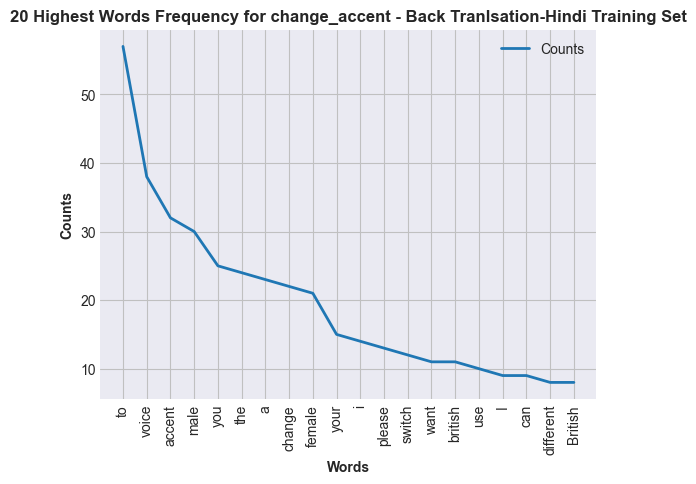 20 Highest Words Frequency for change_accent - Back Tranlsation-Hindi Training Set
Counts
50
40
30
20
10
Counts
to
voice
accent
male
you
the
a
change
female
your
i
please
switch
want
british
use
I
can
different
British
Words